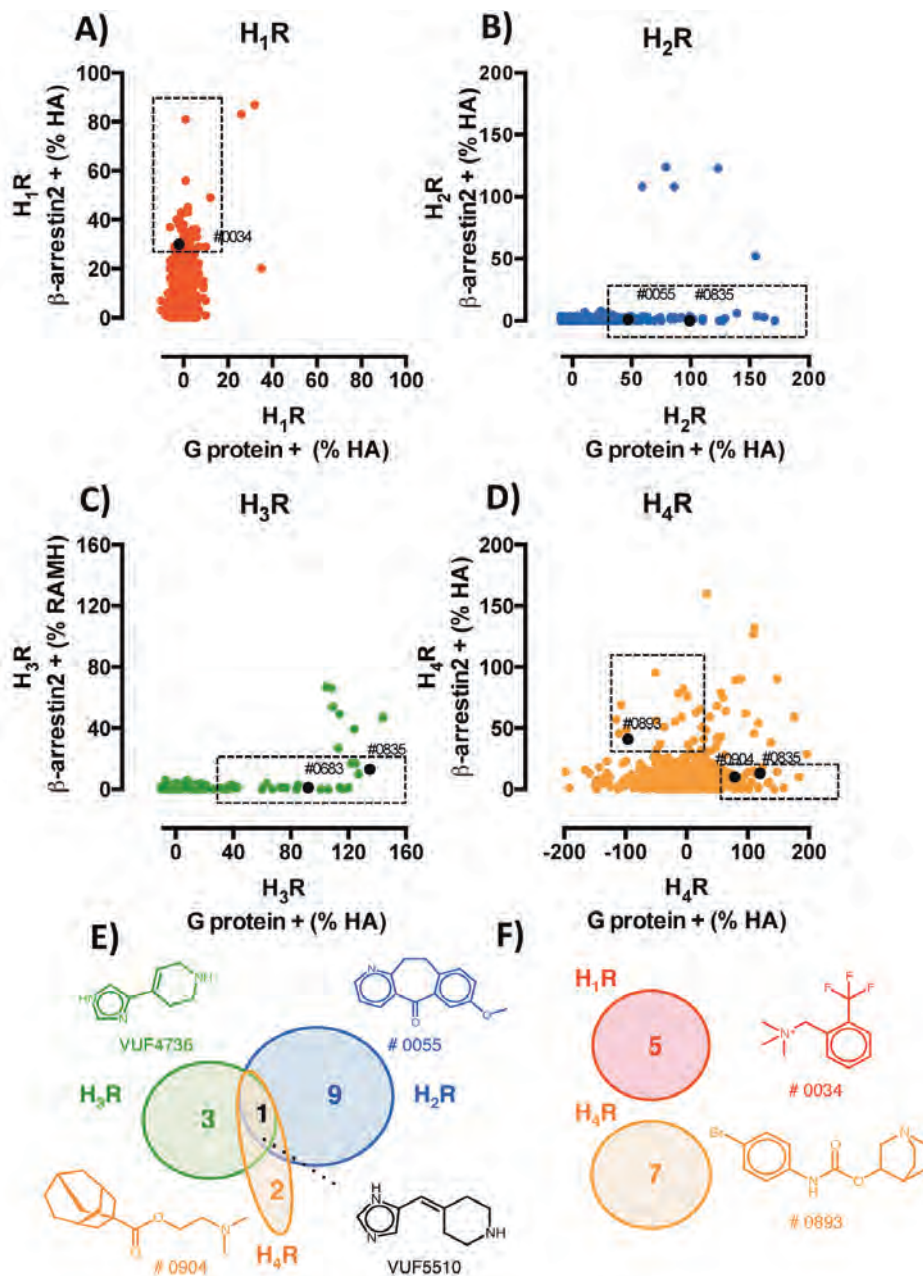 A)
H1R
H1R
β-arrestin2 + (% HA)
100
80
60
40
20
0
#0034
0 20 40 60 80 100
H1R
G protein + (% HA)
B)
H2R
H2R
β-arrestin2 + (% HA)
200
150
100
50
0
#0055 #0835
0 50 100 150 200
H2R
G protein + (% HA)
C)
H3R
H3R
β-arrestin2 + (% RAMH)
160
120
80
40
0
#0835
#0683
0 40 80 120 160
H3R
G protein + (% HA)
D)
H4R
H4R
β-arrestin2 + (% HA)
200
150
100
50
0
#0893
#0904 #0835
-200 -100 0 100 200
H4R
G protein + (% HA)
E)
NH
HN
N
VUF4736
N
O
O
# 0055
H3R
3
1
9
H2R
2
H4R
O
O
N
# 0904
H
N
N
NH
VUF5510
F)
H1R
5
F
F
F
N+
# 0034
H4R
7
Br
N
H
O
O
N
# 0893